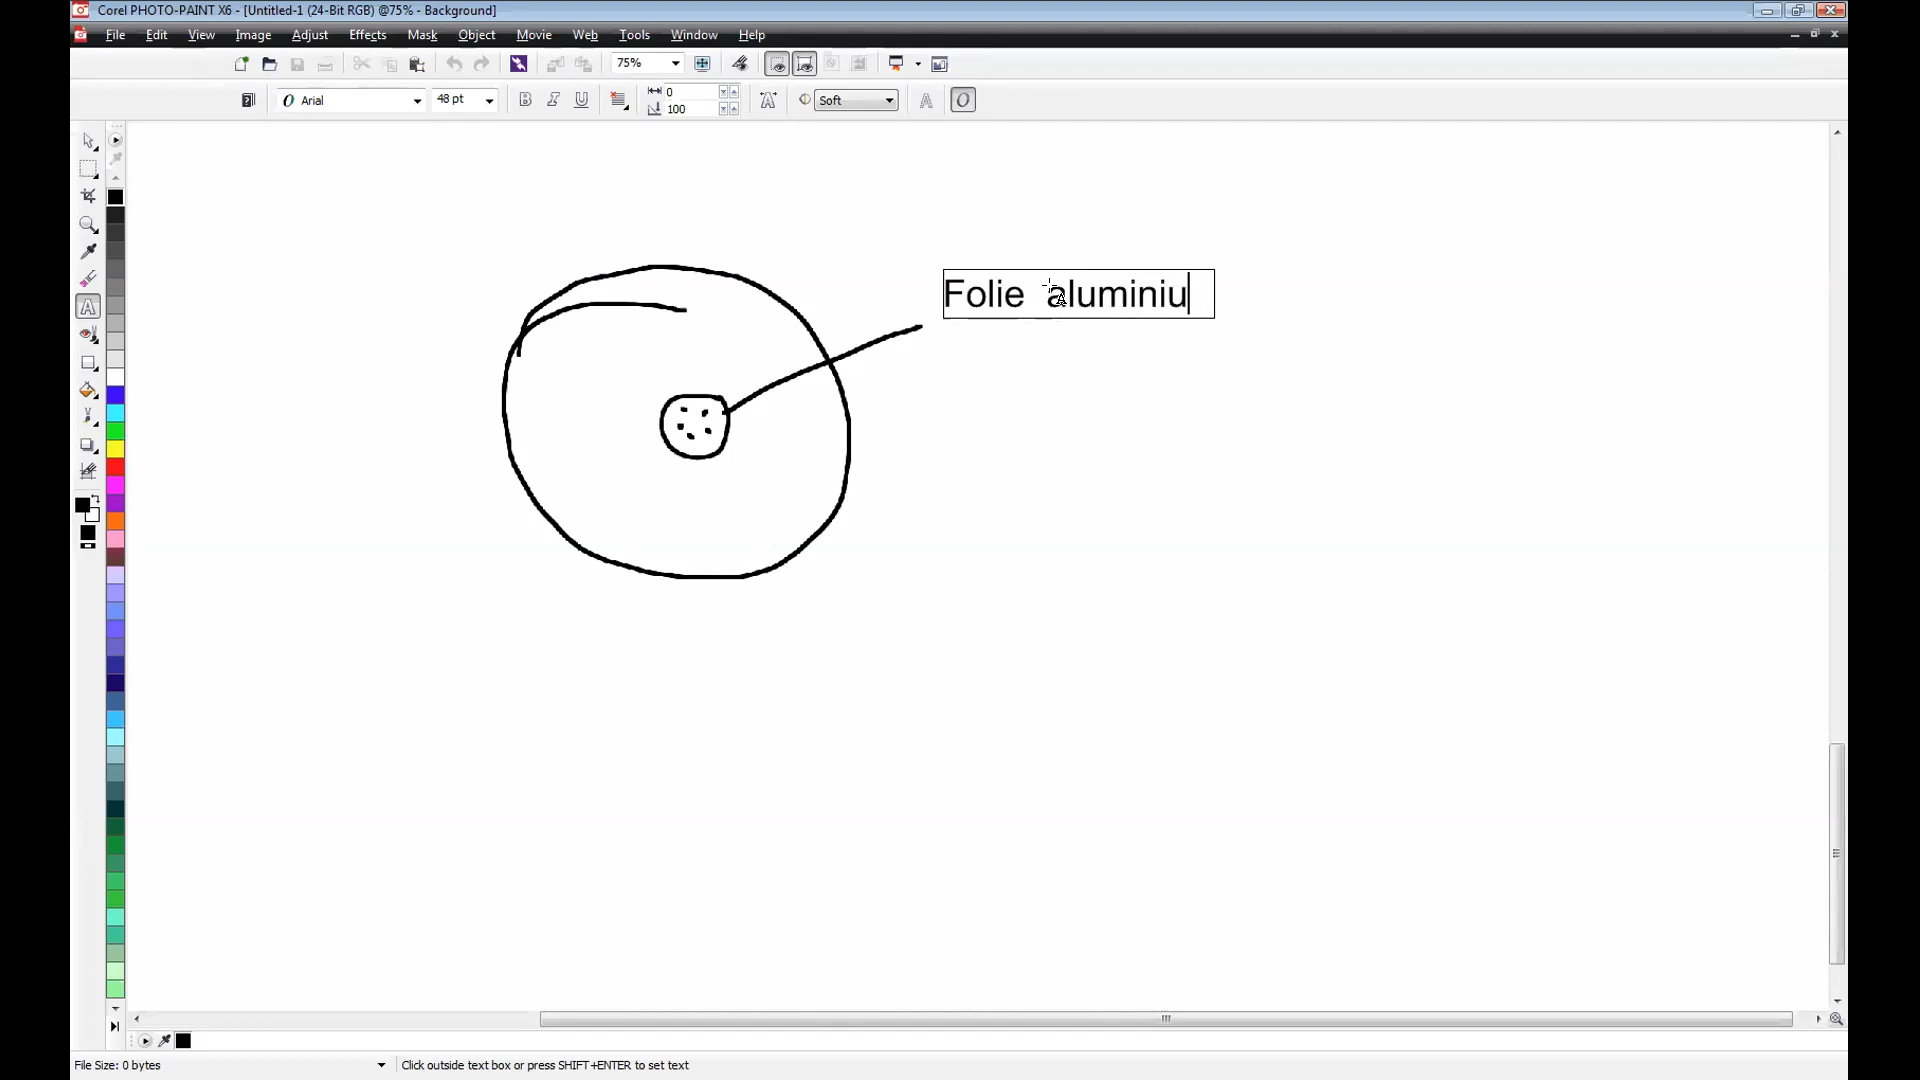 Corel PHOTO-PAINT X6 - [Untitled-1 (24-Bit RGB) @75% - Background]
File Edit View Image Adjust Effects Mask Object Movie Web Tools Window Help
75%
Arial 48 pt B I U 0 Soft A O
100
Folie aluminiu
File Size: 0 bytes Click outside text box or press SHIFT+ENTER to set text